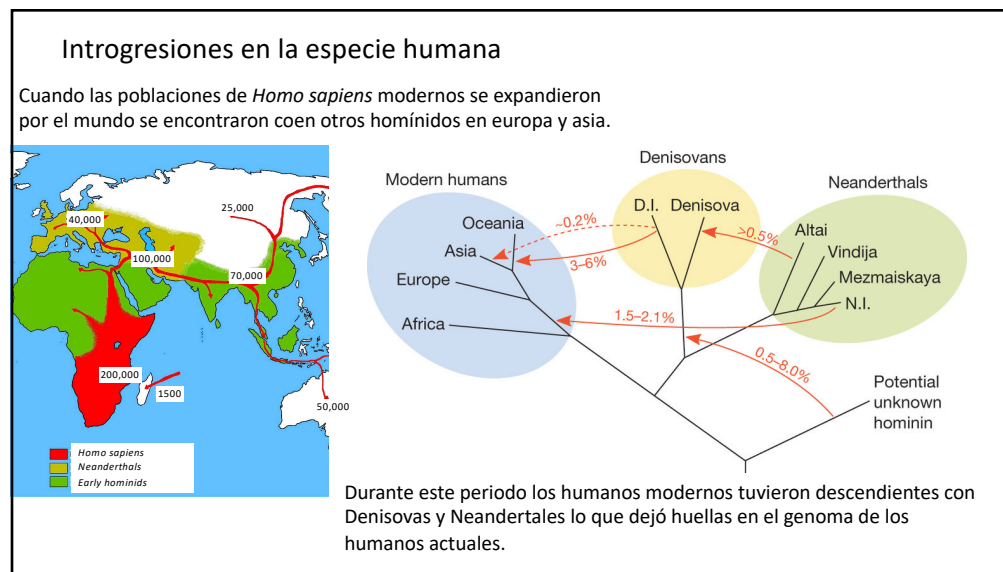 Introgresiones en la especie humana
Cuando las poblaciones de Homo sapiens modernos se expandieron
por el mundo se encontraron coen otros homínidos en europa y asia.
40,000
25,000
100,000
70,000
200,000
1500
50,000
Homo sapiens
Neanderthals
Early hominids
Modern humans
Denisovans
Neanderthals
Oceania
Asia
Europe
Africa
D.I.
Denisova
Altai
Vindija
Mezmaiskaya
N.I.
~0.2%
3–6%
>0.5%
1.5–2.1%
0.5–8.0%
Potential
unknown
hominin
Durante este periodo los humanos modernos tuvieron descendientes con
Denisovas y Neandertales lo que dejó huellas en el genoma de los
humanos actuales.